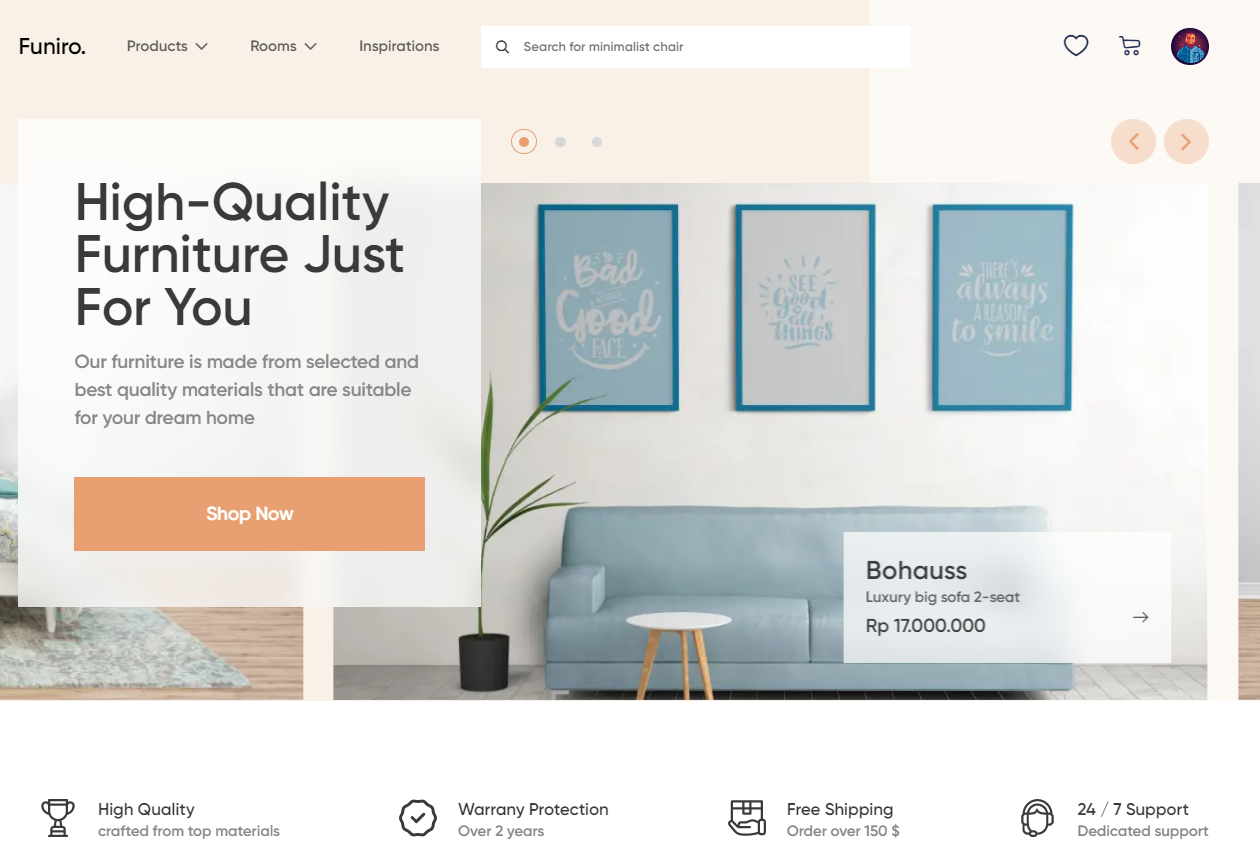 Funiro.
Products
Rooms
Inspirations
Search for minimalist chair
High-Quality
Furniture Just
For You
Our furniture is made from selected and
best quality materials that are suitable
for your dream home
Shop Now
Bad
Good
FACE
SEE
Good
all
THINGS
THERE'S
always
A REASON
to smile
Bohauss
Luxury big sofa 2-seat
Rp 17.000.000
High Quality
crafted from top materials
Warrany Protection
Over 2 years
Free Shipping
Order over 150 $
24 / 7 Support
Dedicated support